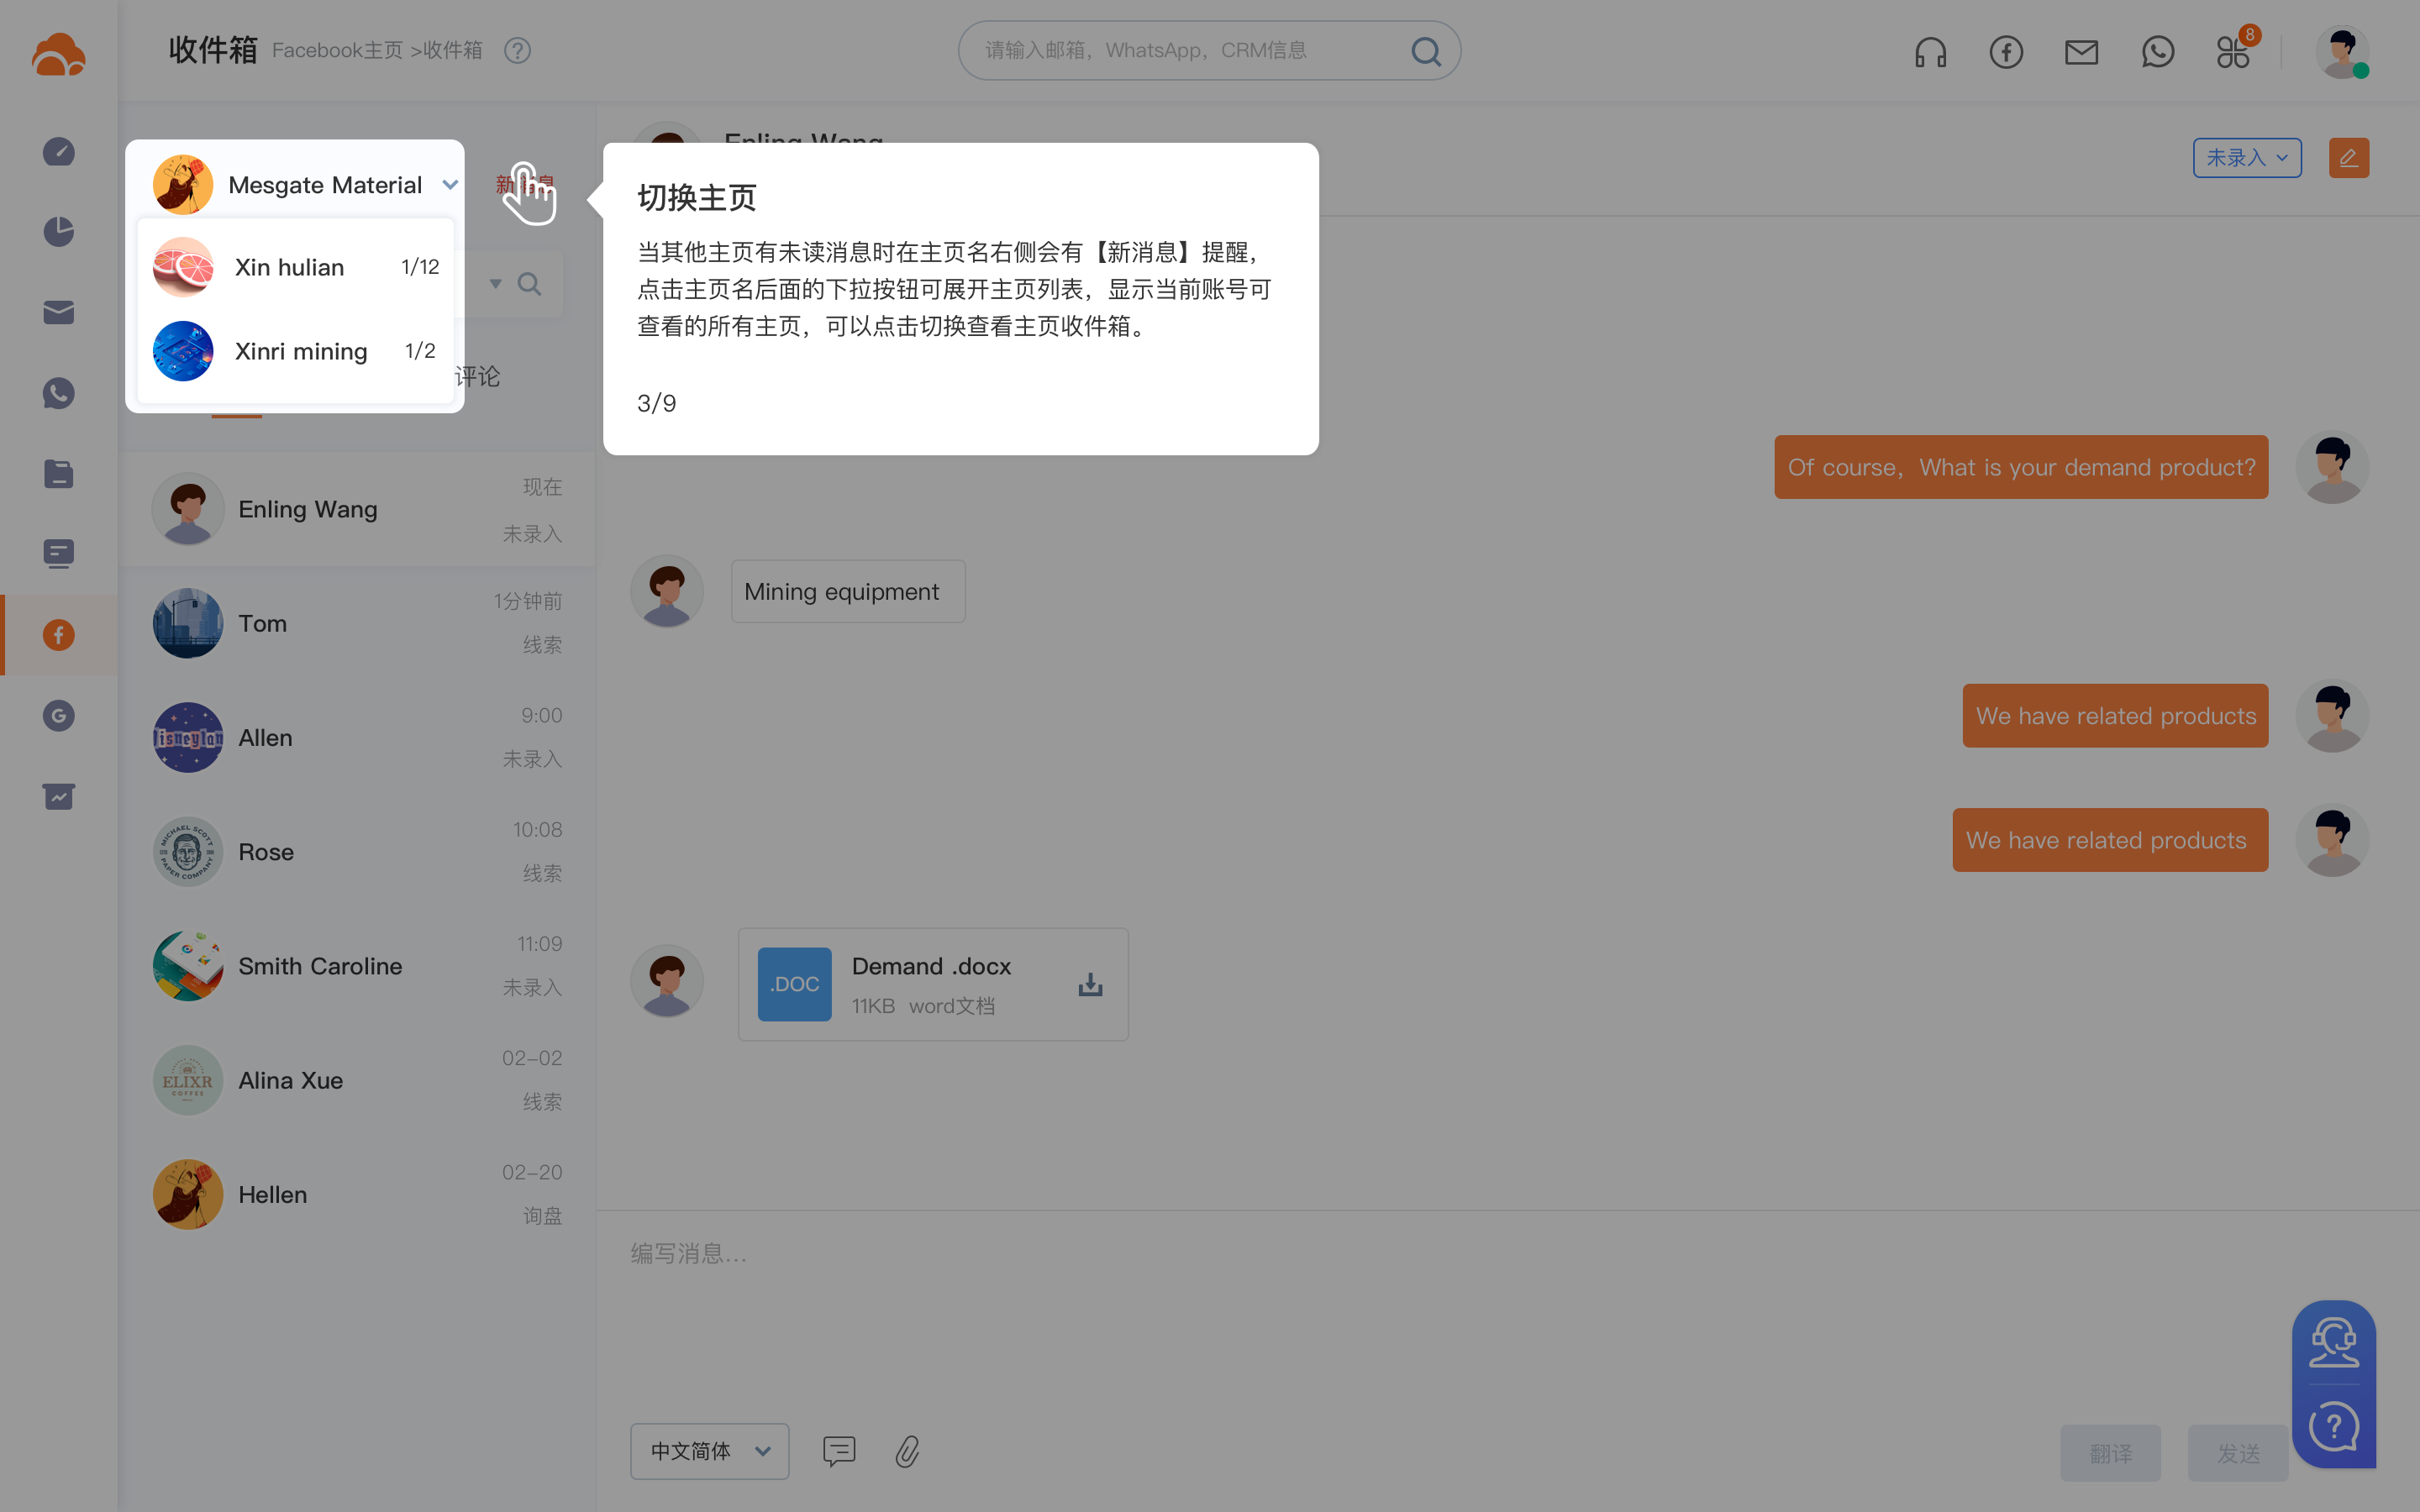 收件箱 Facebook主页 >收件箱 ?
请输入邮箱，WhatsApp，CRM信息
8
Mesgate Material
Xin hulian 1/12
Xinri mining 1/2
评论
Enling Wang
未录入
切换主页
当其他主页有未读消息时在主页名右侧会有【新消息】提醒，
点击主页名后面的下拉按钮可展开主页列表，显示当前账号可
查看的所有主页，可以点击切换查看主页收件箱。
3/9
Enling Wang 现在
未录入
Tom 1分钟前
线索
Allen 9:00
未录入
Rose 10:08
线索
MICHAEL SCOTT
PAPER COMPANY
Smith Caroline 11:09
未录入
Alina Xue 02-02
线索
ELIXR
COFFEE
Hellen 02-20
询盘
Of course，What is your demand product?
Mining equipment
We have related products
We have related products
.DOC
Demand .docx
11KB word文档
编写消息...
中文简体
翻译
发送